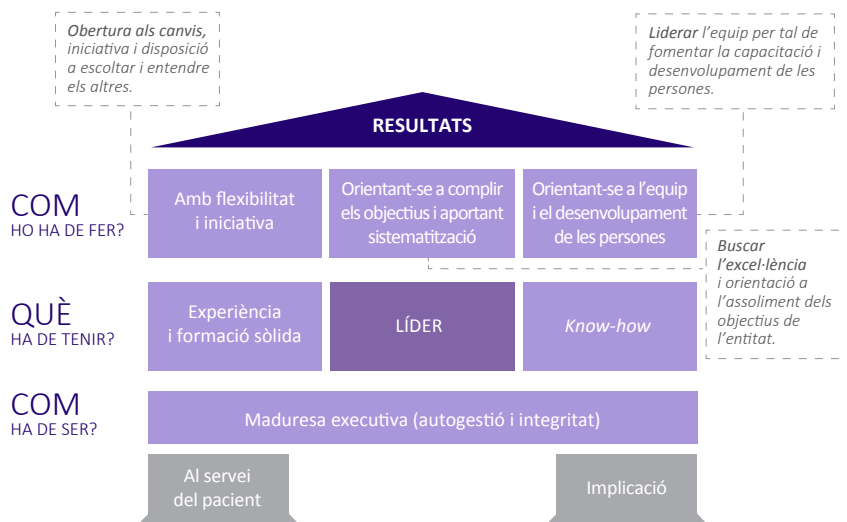 Obertura als canvis,
iniciativa i disposició
a escoltar i entendre
els altres.
Liderar l’equip per tal de
fomentar la capacitació i
desenvolupament de les
persones.
RESULTATS
COM
HO HA DE FER?
Amb flexibilitat
i iniciativa
Orientant-se a complir
els objectius i aportant
sistematització
Orientant-se a l’equip
i el desenvolupament
de les persones
Buscar
l’excel·lència
i orientació a
l’assoliment dels
objectius de
l’entitat.
QUÈ
HA DE TENIR?
Experiència
i formació sòlida
LÍDER
Know-how
COM
HA DE SER?
Maduresa executiva (autogestió i integritat)
Al servei
del pacient
Implicació